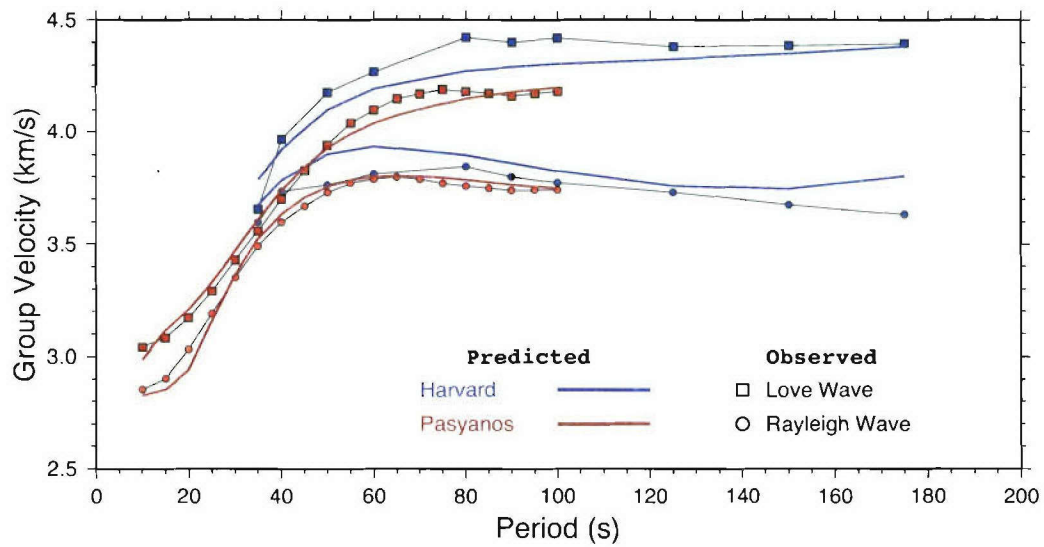 4.5
4.0
3.5
3.0
2.5
Group Velocity (km/s)
Predicted Observed
Harvard Love Wave
Pasyanos Rayleigh Wave
0 20 40 60 80 100 120 140 160 180 200
Period (s)